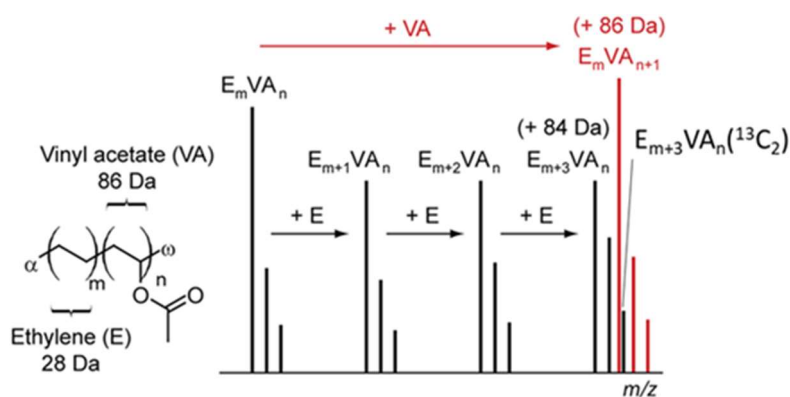 + VA
(+ 86 Da)
EₘVAₙ₊₁
EₘVAₙ
(+ 84 Da)
Eₘ₊₃VAₙ(¹³C₂)
Vinyl acetate (VA)
86 Da
Eₘ₊₁VAₙ
Eₘ₊₂VAₙ
Eₘ₊₃VAₙ
+ E
+ E
+ E
α
m
n
ω
O
O
Ethylene (E)
28 Da
m/z